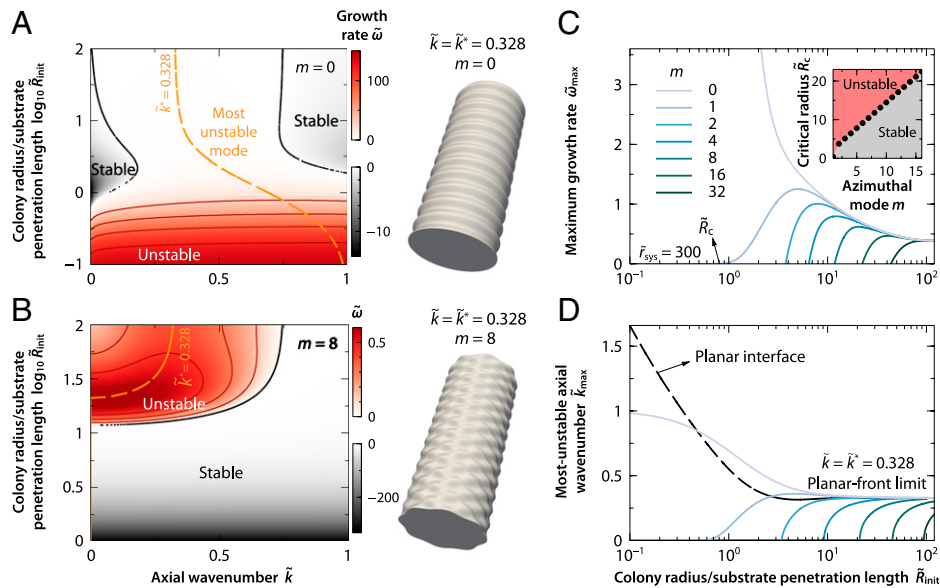 A
Growth
rate ω̃
k̃ = k̃* = 0.328
m = 0
Colony radius/substrate
penetration length log₁₀ R̃init
2
1
0
−1
0
0.5
1
k̃* = 0.328
m = 0
Most
unstable
mode
Stable
Stable
Unstable
100
0
0
−10
B
ω̃
k̃ = k̃* = 0.328
m = 8
Colony radius/substrate
penetration length log₁₀ R̃init
2
1.5
1
0.5
0
0
0.5
1
Axial wavenumber k̃
k̃* = 0.328
m = 8
Unstable
Stable
0.5
0
0
−200
C
Maximum growth rate ω̃max
3
2
1
0
m
0
1
2
4
8
16
32
R̃c
r̃sys = 300
10⁻¹
10⁰
10¹
10²
Critical radius R̃c
20
10
0
Unstable
Stable
5
10
15
Azimuthal
mode m
D
Most-unstable axial
wavenumber k̃max
1.5
1
0.5
0
Planar interface
k̃ = k̃* = 0.328
Planar-front limit
10⁻¹
10⁰
10¹
10²
Colony radius/substrate penetration length R̃init